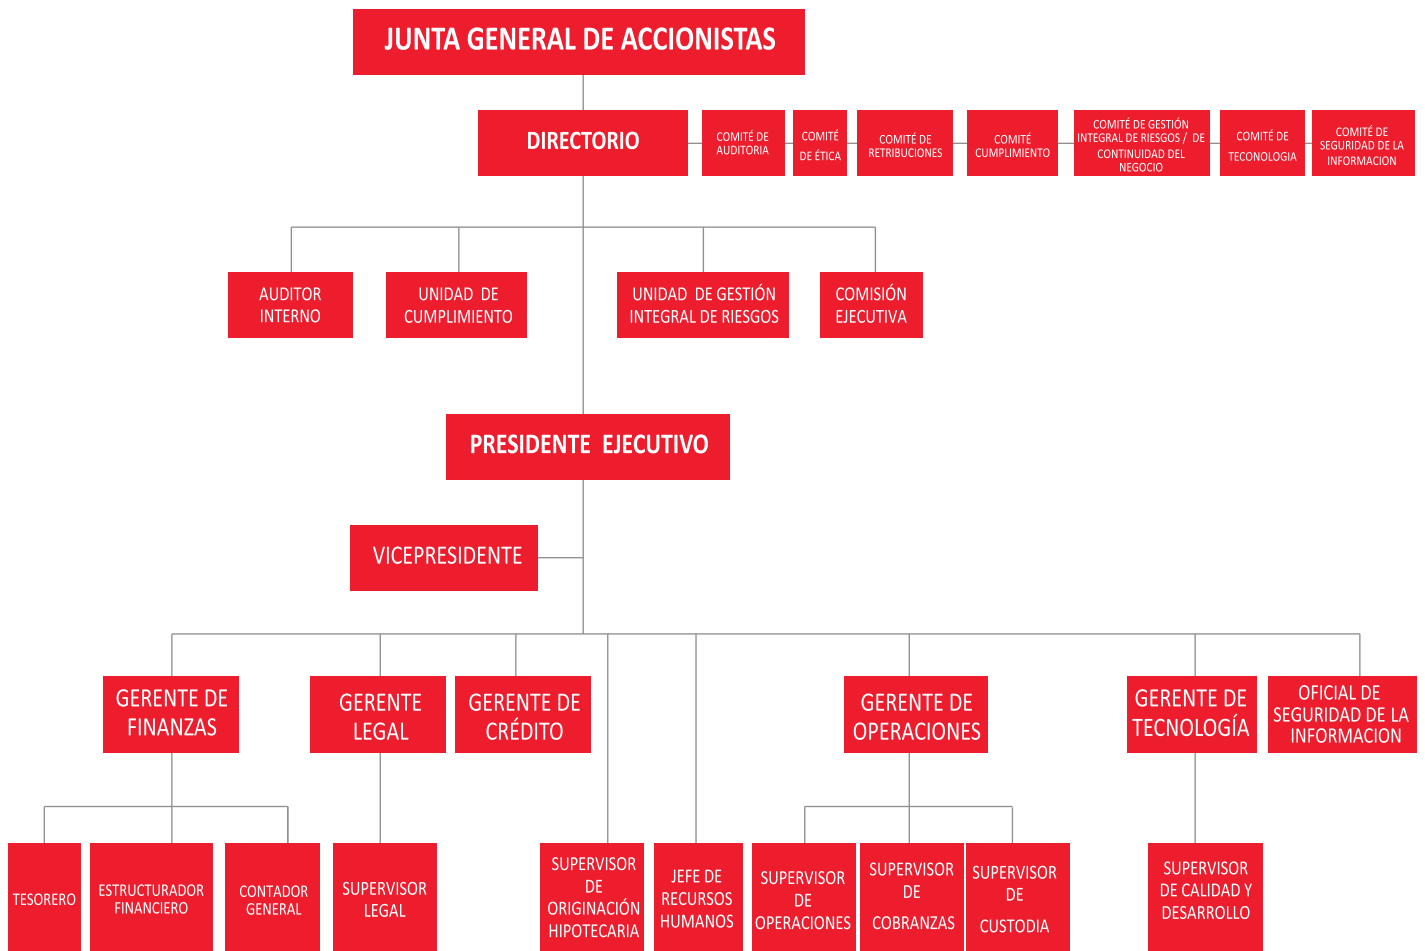 JUNTA GENERAL DE ACCIONISTAS
DIRECTORIO
COMITÉ DE
AUDITORIA
COMITÉ
DE ÉTICA
COMITÉ DE
RETRIBUCIONES
COMITÉ
CUMPLIMIENTO
COMITÉ DE GESTIÓN
INTEGRAL DE RIESGOS / DE
CONTINUIDAD DEL
NEGOCIO
COMITÉ DE
TECONOLOGIA
COMITÉ DE
SEGURIDAD DE LA
INFORMACION
AUDITOR
INTERNO
UNIDAD DE
CUMPLIMIENTO
UNIDAD DE GESTIÓN
INTEGRAL DE RIESGOS
COMISIÓN
EJECUTIVA
PRESIDENTE EJECUTIVO
VICEPRESIDENTE
GERENTE DE
FINANZAS
GERENTE
LEGAL
GERENTE DE
CRÉDITO
GERENTE DE
OPERACIONES
GERENTE DE
TECNOLOGÍA
OFICIAL DE
SEGURIDAD DE LA
INFORMACION
TESORERO
ESTRUCTURADOR
FINANCIERO
CONTADOR
GENERAL
SUPERVISOR
LEGAL
SUPERVISOR
DE
ORIGINACIÓN
HIPOTECARIA
JEFE DE
RECURSOS
HUMANOS
SUPERVISOR
DE
OPERACIONES
SUPERVISOR
DE
COBRANZAS
SUPERVISOR
DE
CUSTODIA
SUPERVISOR
DE CALIDAD Y
DESARROLLO